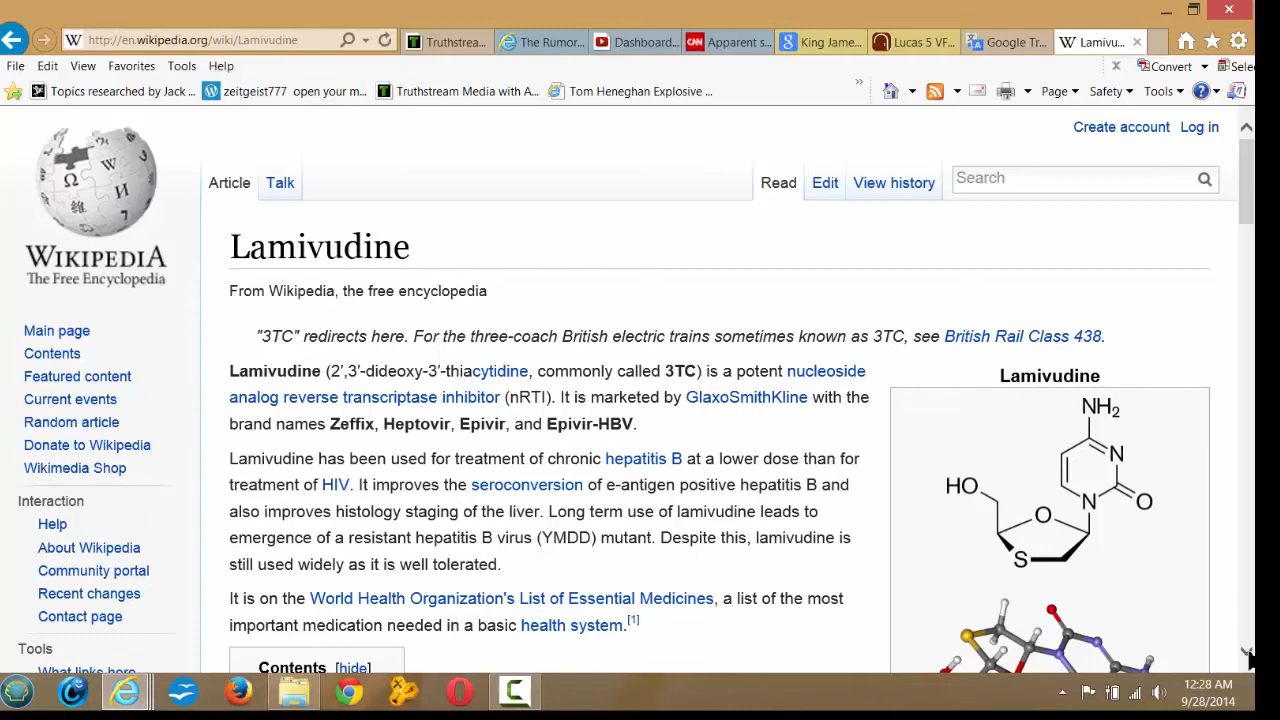 http://en.wikipedia.org/wiki/Lamivudine
Truthstrea...
The Rumor...
Dashboard...
CNN Apparent s...
King Jame...
Lucas 5 VF...
Google Tr...
W Lamivu...
File Edit View Favorites Tools Help
Convert
Selec
Topics researched by Jack ...
zeitgeist777 open your m...
Truthstream Media with A...
Tom Heneghan Explosive ...
Page Safety Tools
Create account Log in
Article Talk
Read Edit View history
Search
WIKIPEDIA
The Free Encyclopedia
Main page
Contents
Featured content
Current events
Random article
Donate to Wikipedia
Wikimedia Shop
Interaction
Help
About Wikipedia
Community portal
Recent changes
Contact page
Tools
What links here
Lamivudine
From Wikipedia, the free encyclopedia
"3TC" redirects here. For the three-coach British electric trains sometimes known as 3TC, see British Rail Class 438.
Lamivudine (2′,3′-dideoxy-3′-thiacytidine, commonly called 3TC) is a potent nucleoside
analog reverse transcriptase inhibitor (nRTI). It is marketed by GlaxoSmithKline with the
brand names Zeffix, Heptovir, Epivir, and Epivir-HBV.
Lamivudine has been used for treatment of chronic hepatitis B at a lower dose than for
treatment of HIV. It improves the seroconversion of e-antigen positive hepatitis B and
also improves histology staging of the liver. Long term use of lamivudine leads to
emergence of a resistant hepatitis B virus (YMDD) mutant. Despite this, lamivudine is
still used widely as it is well tolerated.
It is on the World Health Organization's List of Essential Medicines, a list of the most
important medication needed in a basic health system.[1]
Contents [hide]
Lamivudine
NH2
N
HO
O
N
O
S
12:28 AM
9/28/2014